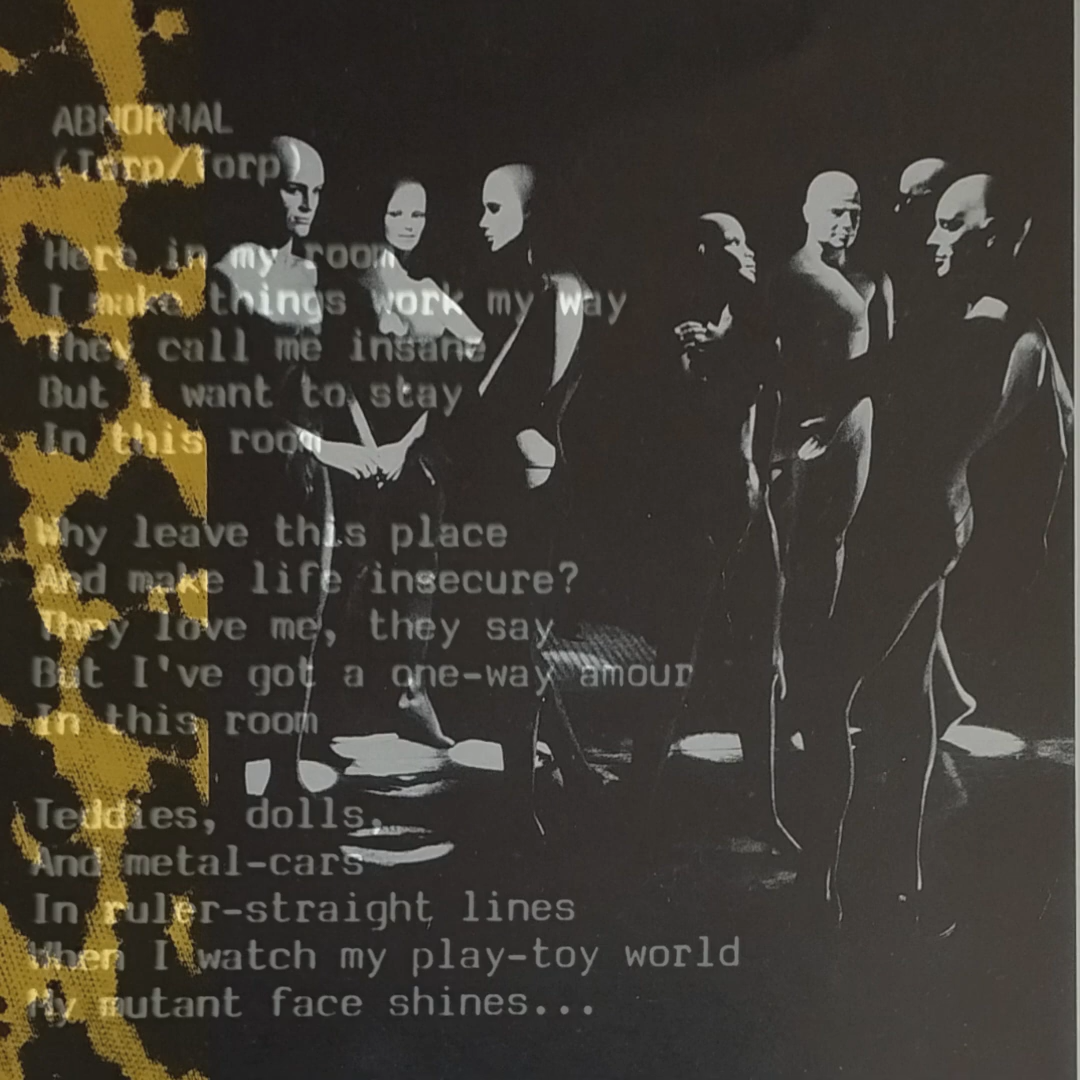 ABNORMAL
(Torp/Torp)
Here in my room
I make things work my way
They call me insane
But I want to stay
In this room
Why leave this place
And make life insecure?
They love me, they say
But I've got a one-way amour
In this room
Teddies, dolls,
And metal-cars
In ruler-straight lines
When I watch my play-toy world
My mutant face shines...